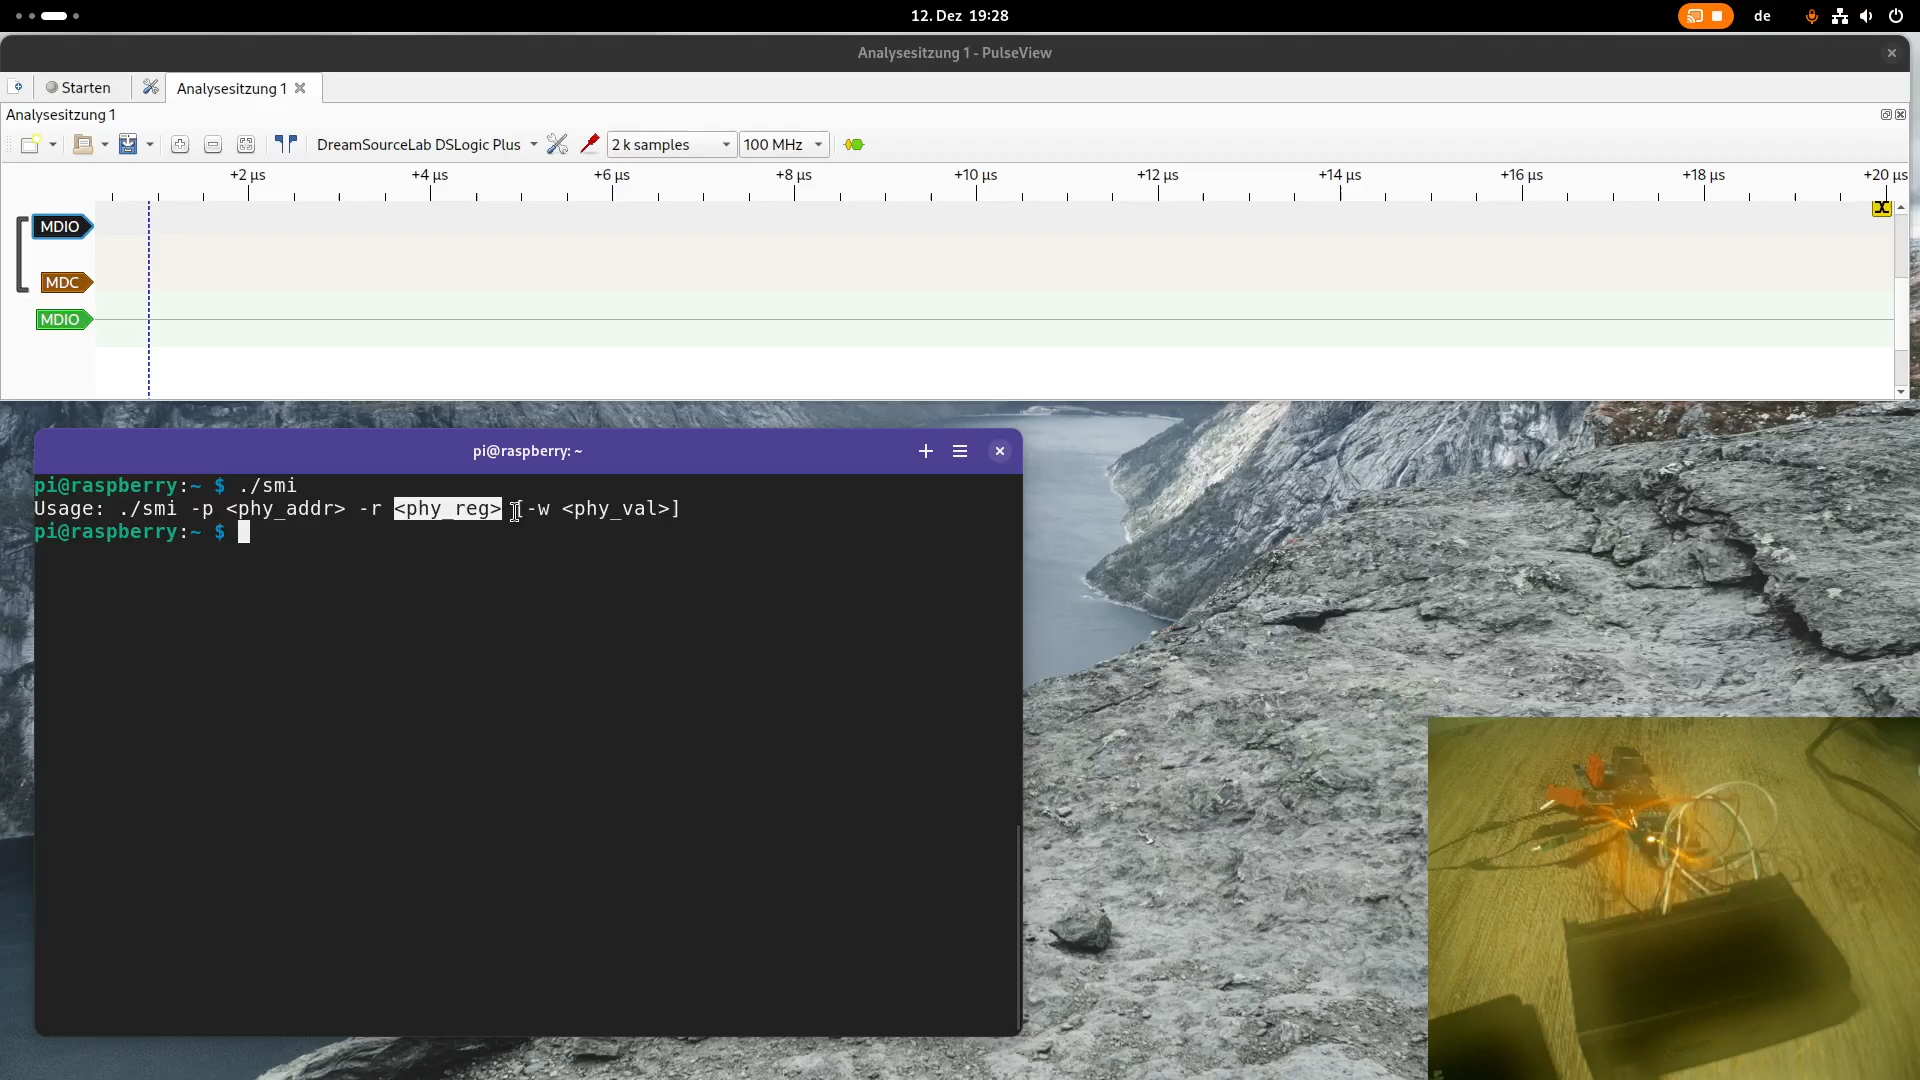 12. Dez 19:28
de
Analysesitzung 1 - PulseView
Starten
Analysesitzung 1
Analysesitzung 1
DreamSourceLab DSLogic Plus
2 k samples
100 MHz
+2 µs
+4 µs
+6 µs
+8 µs
+10 µs
+12 µs
+14 µs
+16 µs
+18 µs
+20 µs
MDIO
MDC
MDIO
pi@raspberry: ~
pi@raspberry:~ $ ./smi
Usage: ./smi -p <phy_addr> -r <phy_reg> [-w <phy_val>]
pi@raspberry:~ $